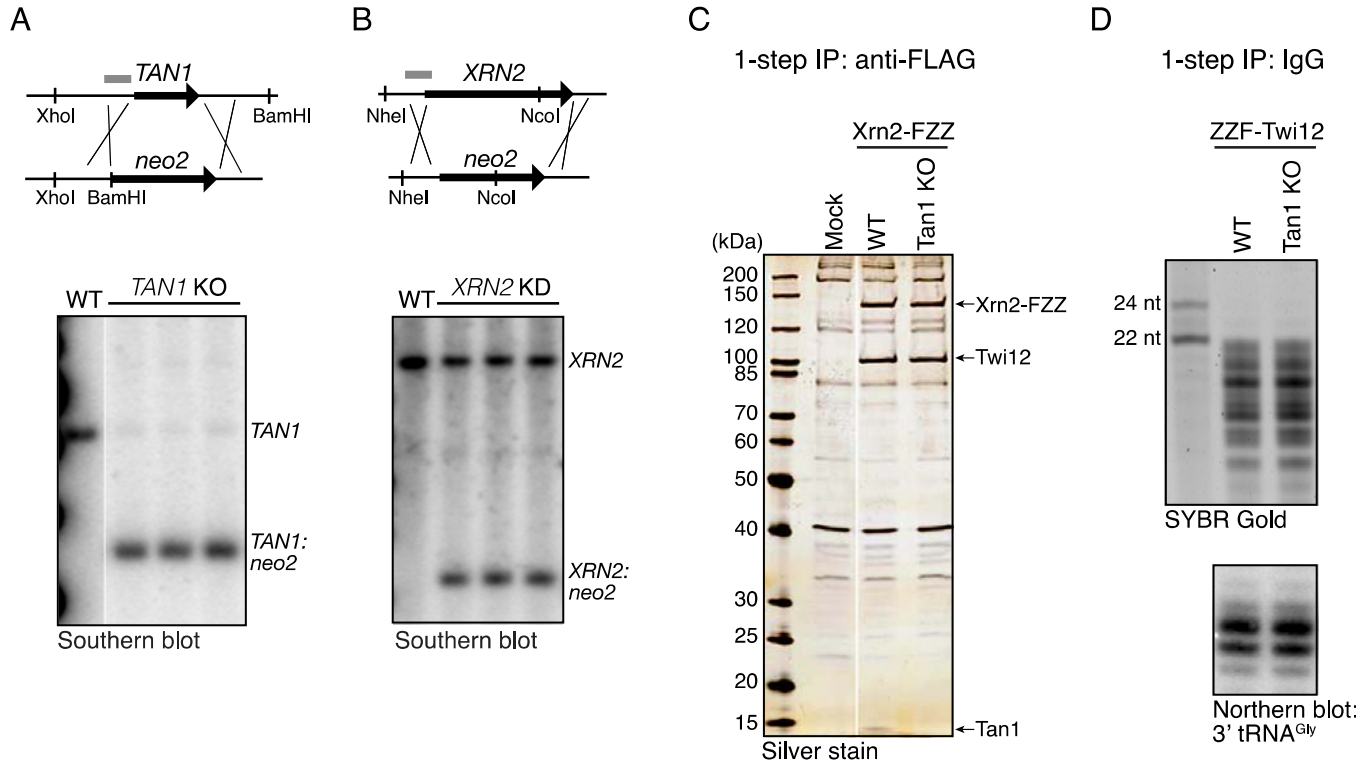 A
TAN1
XhoI
BamHI
neo2
XhoI
BamHI
WT
TAN1 KO
TAN1
TAN1:
neo2
Southern blot
B
XRN2
NheI
NcoI
neo2
NheI
NcoI
WT
XRN2 KD
XRN2
XRN2:
neo2
Southern blot
C
1-step IP: anti-FLAG
Xrn2-FZZ
Mock
WT
Tan1 KO
(kDa)
200
150
120
100
85
70
60
50
40
30
25
20
15
Xrn2-FZZ
Twi12
Tan1
Silver stain
D
1-step IP: IgG
ZZF-Twi12
WT
Tan1 KO
24 nt
22 nt
SYBR Gold
Northern blot:
3' tRNAGly